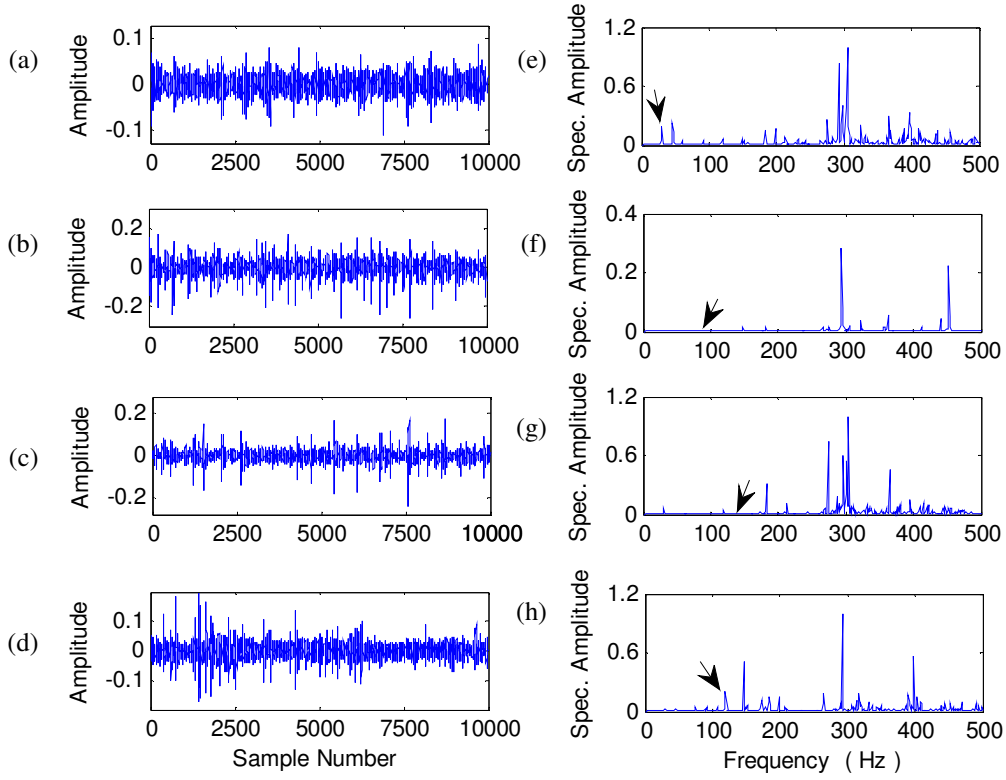 (a)
Amplitude
0.1
0
-0.1
0 2500 5000 7500 10000
(e)
Spec. Amplitude
1.2
0.6
0
0 100 200 300 400 500
(b)
Amplitude
0.2
0
-0.2
0 2500 5000 7500 10000
(f)
Spec. Amplitude
0.4
0.2
0
0 100 200 300 400 500
(c)
Amplitude
0.2
0
-0.2
0 2500 5000 7500 10000
(g)
Spec. Amplitude
1.2
0.6
0
0 100 200 300 400 500
(d)
Amplitude
0.1
0
-0.1
0 2500 5000 7500 10000
Sample Number
(h)
Spec. Amplitude
1.2
0.6
0
0 100 200 300 400 500
Frequency ( Hz )